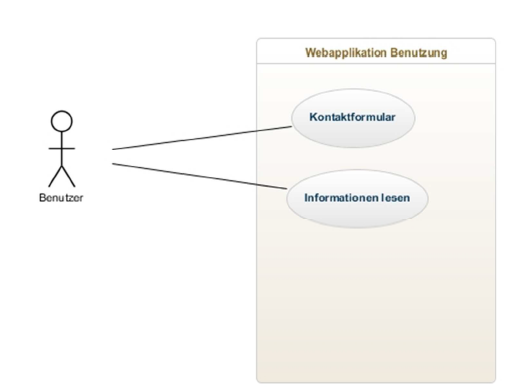 Webapplikation Benutzung
Kontaktformular
Benutzer
Informationen lesen